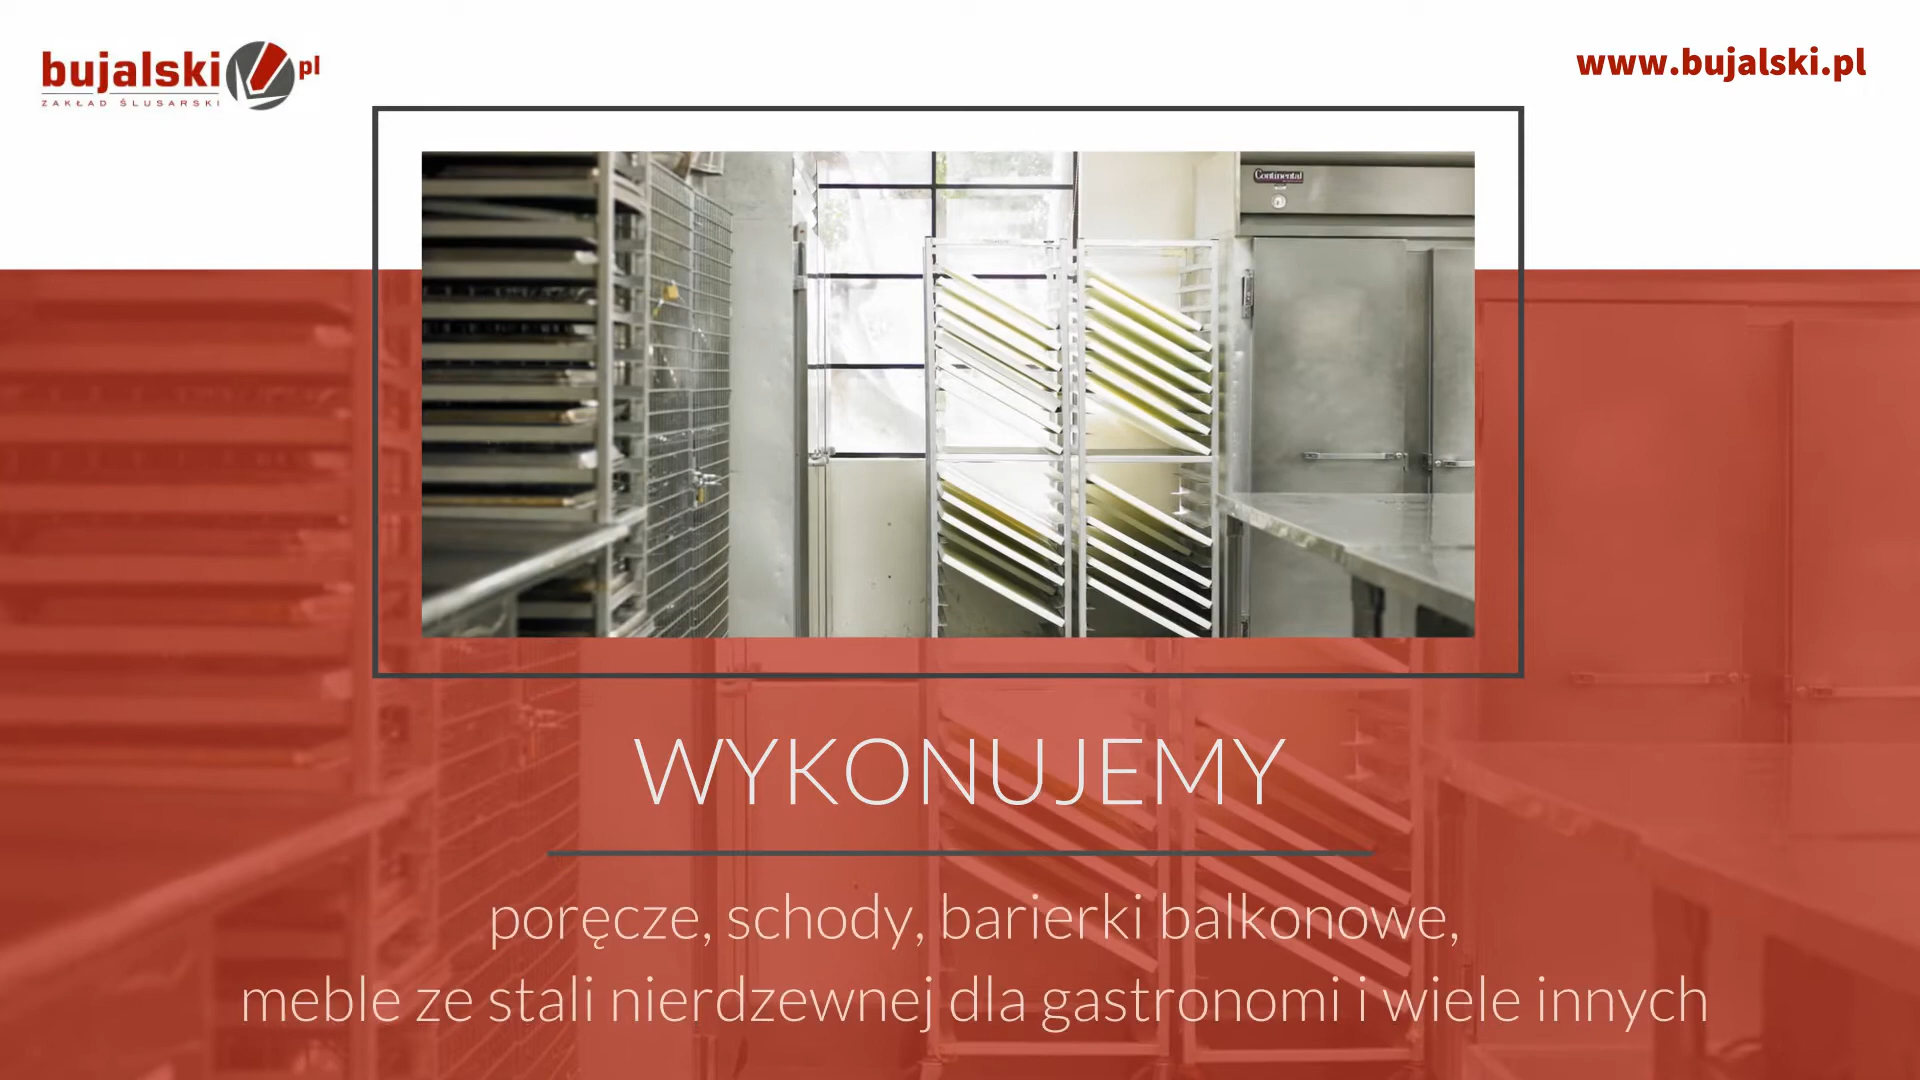 bujalski pl
ZAKŁAD ŚLUSARSKI
www.bujalski.pl
Continental
WYKONUJEMY
poręcze, schody, barierki balkonowe,
meble ze stali nierdzewnej dla gastronomi i wiele innych